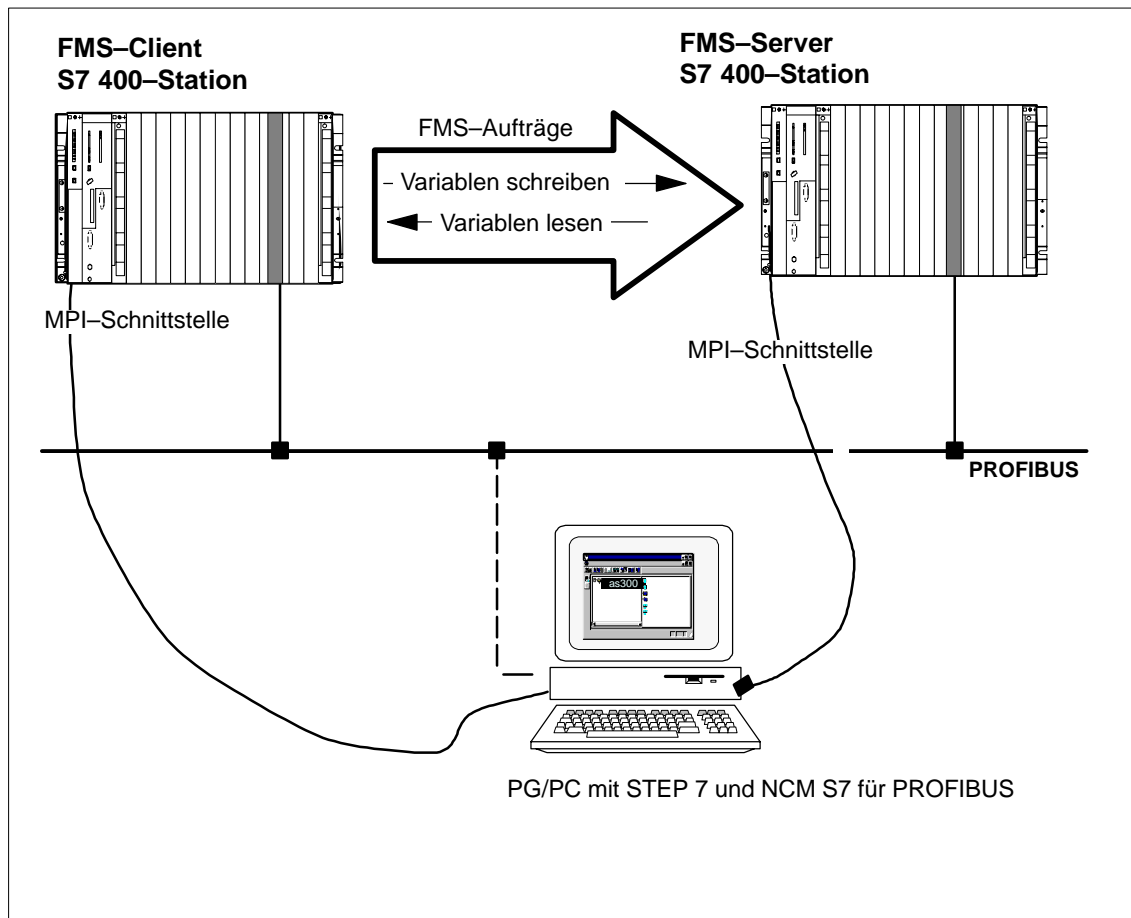 FMS–Client
S7 400–Station
FMS–Server
S7 400–Station
FMS–Aufträge
Variablen schreiben
Variablen lesen
MPI–Schnittstelle
MPI–Schnittstelle
PROFIBUS
as300
PG/PC mit STEP 7 und NCM S7 für PROFIBUS